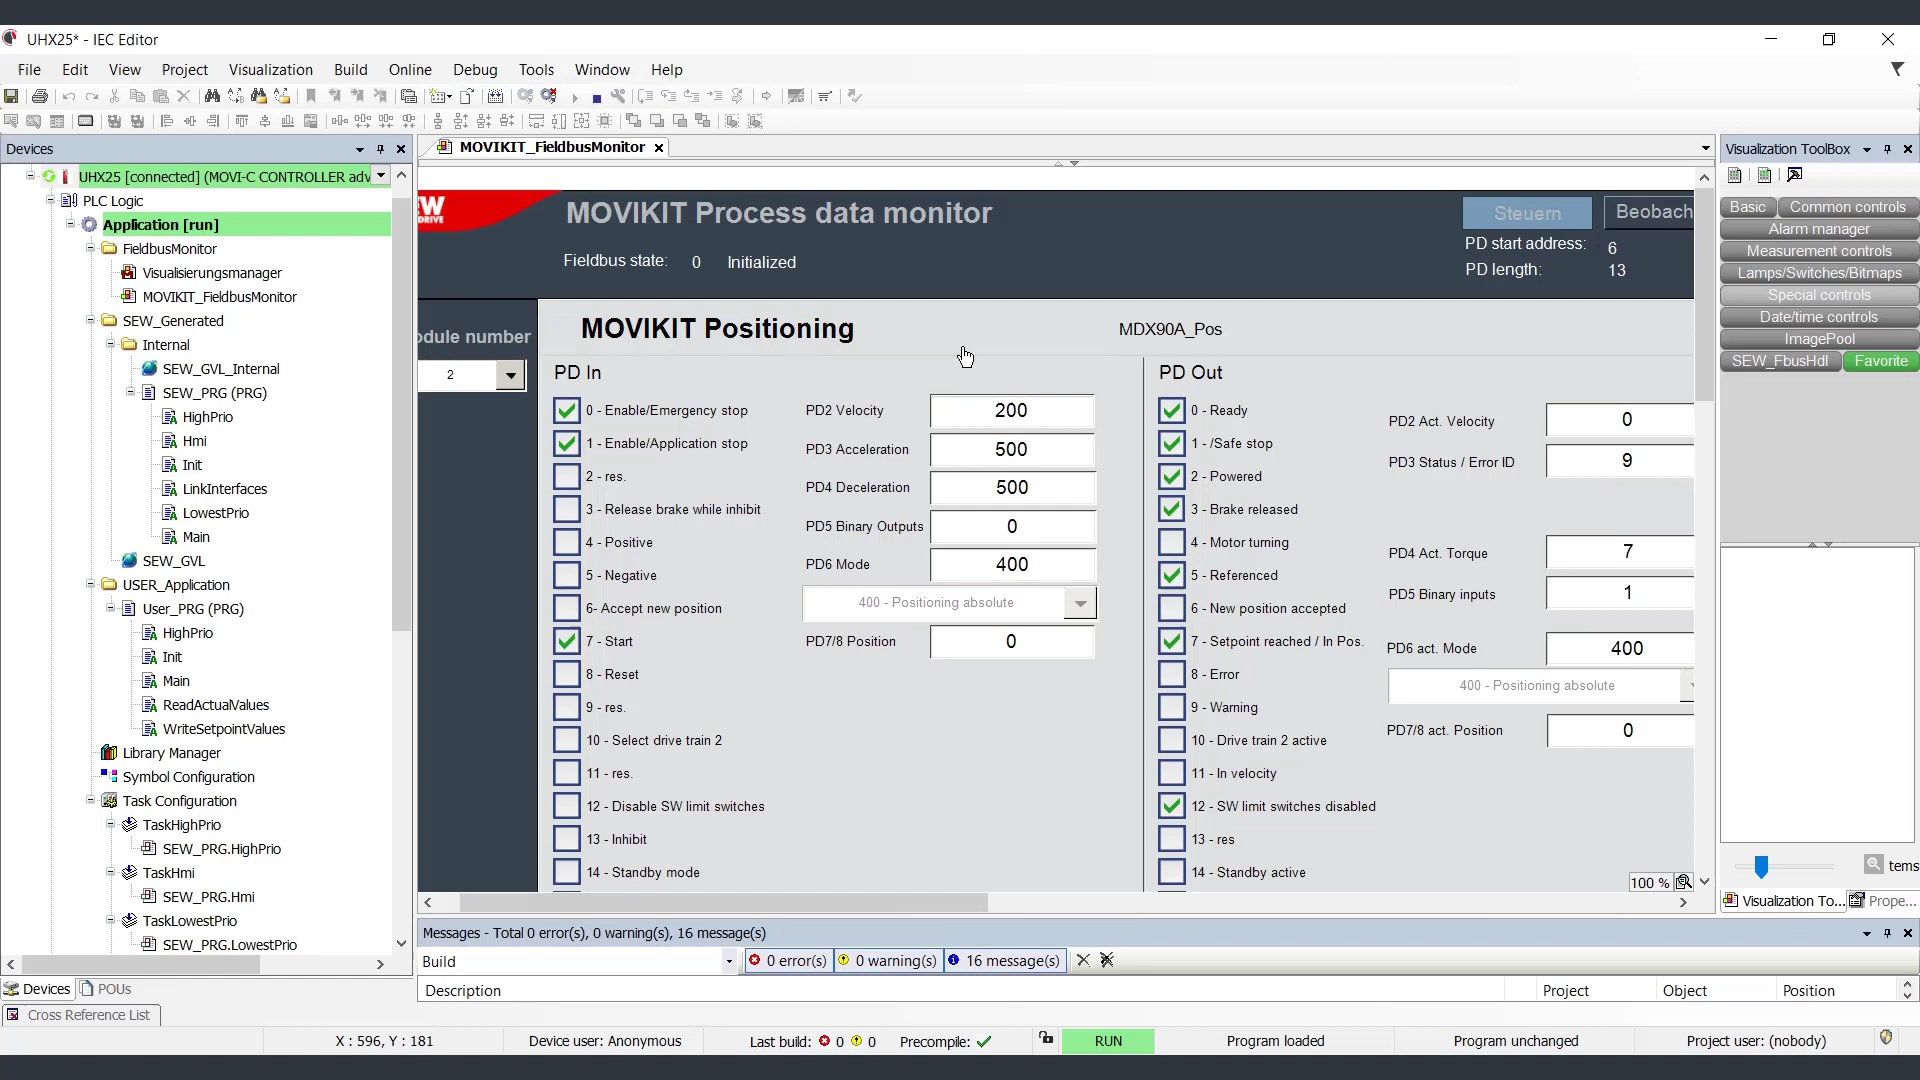 UHX25* - IEC Editor
File Edit View Project Visualization Build Online Debug Tools Window Help
Devices
UHX25 [connected] (MOVI-C CONTROLLER adv
PLC Logic
Application [run]
FieldbusMonitor
Visualisierungsmanager
MOVIKIT_FieldbusMonitor
SEW_Generated
Internal
SEW_GVL_Internal
SEW_PRG (PRG)
HighPrio
Hmi
Init
LinkInterfaces
LowestPrio
Main
SEW_GVL
USER_Application
User_PRG (PRG)
HighPrio
Init
Main
ReadActualValues
WriteSetpointValues
Library Manager
Symbol Configuration
Task Configuration
TaskHighPrio
SEW_PRG.HighPrio
TaskHmi
SEW_PRG.Hmi
TaskLowestPrio
SEW_PRG.LowestPrio
Devices POUs
Cross Reference List
MOVIKIT_FieldbusMonitor
EW
DRIVE
MOVIKIT Process data monitor
Steuern Beobach
Fieldbus state: 0 Initialized
PD start address: 6
PD length: 13
odule number
2
MOVIKIT Positioning MDX90A_Pos
PD In
0 - Enable/Emergency stop
1 - Enable/Application stop
2 - res.
3 - Release brake while inhibit
4 - Positive
5 - Negative
6- Accept new position
7 - Start
8 - Reset
9 - res.
10 - Select drive train 2
11 - res.
12 - Disable SW limit switches
13 - Inhibit
14 - Standby mode
PD2 Velocity 200
PD3 Acceleration 500
PD4 Deceleration 500
PD5 Binary Outputs 0
PD6 Mode 400
400 - Positioning absolute
PD7/8 Position 0
PD Out
0 - Ready
1 - /Safe stop
2 - Powered
3 - Brake released
4 - Motor turning
5 - Referenced
6 - New position accepted
7 - Setpoint reached / In Pos.
8 - Error
9 - Warning
10 - Drive train 2 active
11 - In velocity
12 - SW limit switches disabled
13 - res
14 - Standby active
PD2 Act. Velocity 0
PD3 Status / Error ID 9
PD4 Act. Torque 7
PD5 Binary inputs 1
PD6 act. Mode 400
400 - Positioning absolute
PD7/8 act. Position 0
100 %
Visualization ToolBox
Basic Common controls
Alarm manager
Measurement controls
Lamps/Switches/Bitmaps
Special controls
Date/time controls
ImagePool
SEW_FbusHdl Favorite
tems
Visualization To... Prope...
Messages - Total 0 error(s), 0 warning(s), 16 message(s)
Build 0 error(s) 0 warning(s) 16 message(s)
Description Project Object Position
X : 596, Y : 181 Device user: Anonymous Last build: 0 0 Precompile: RUN Program loaded Program unchanged Project user: (nobody)